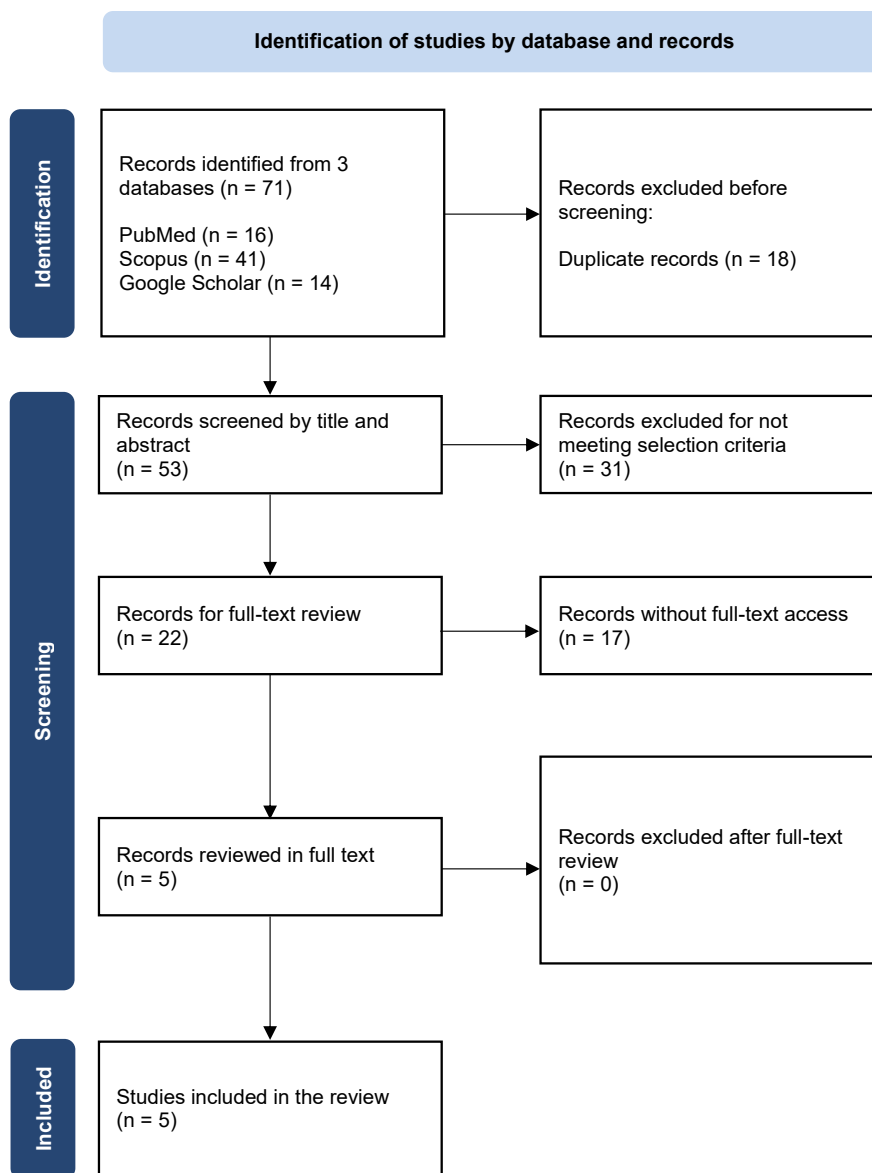 Identification of studies by database and records
Identification
Records identified from 3
databases (n = 71)
PubMed (n = 16)
Scopus (n = 41)
Google Scholar (n = 14)
Records excluded before
screening:
Duplicate records (n = 18)
Screening
Records screened by title and
abstract
(n = 53)
Records excluded for not
meeting selection criteria
(n = 31)
Records for full-text review
(n = 22)
Records without full-text access
(n = 17)
Records reviewed in full text
(n = 5)
Records excluded after full-text
review
(n = 0)
Included
Studies included in the review
(n = 5)